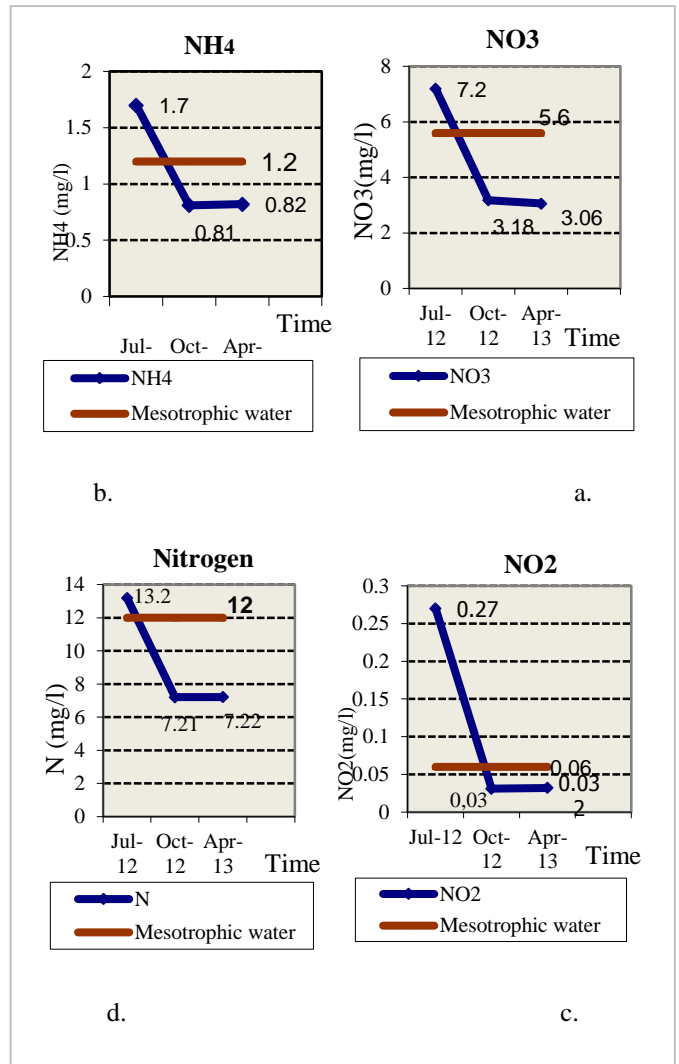 NH4
2
1.5
1
0.5
0
NH4 (mg/l)
1.7
1.2
0.82
0.81
Time
Jul-
Oct-
Apr-
NH4
Mesotrophic water
b.
NO3
8
6
4
2
0
NO3(mg/l)
7.2
5.6
3.18
3.06
Jul-
12
Oct-
12
Apr-
13
Time
NO3
Mesotrophic water
a.
Nitrogen
14
12
10
8
6
4
2
0
N (mg/l)
13.2
12
7.21
7.22
Jul-
12
Oct-
12
Apr-
13
Time
N
Mesotrophic water
d.
NO2
0.3
0.25
0.2
0.15
0.1
0.05
0
NO2(mg/l)
0.27
0.06
0,03
0.03
2
Jul-12
Oct-
12
Apr-
13
Time
NO2
Mesotrophic water
c.